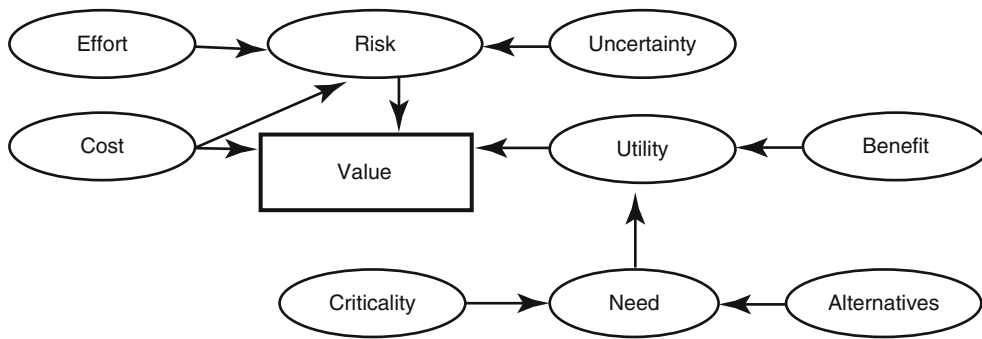 Effort
Risk
Uncertainty
Cost
Value
Utility
Benefit
Criticality
Need
Alternatives